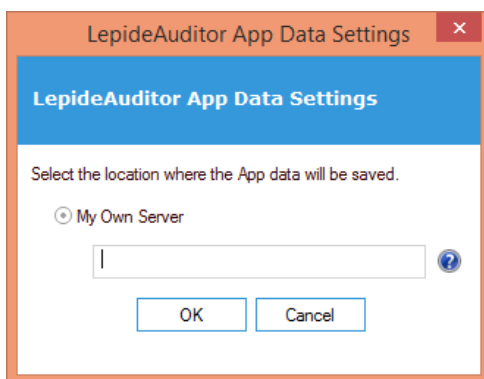 LepideAuditor App Data Settings
LepideAuditor App Data Settings
Select the location where the App data will be saved.
My Own Server
?
OK Cancel